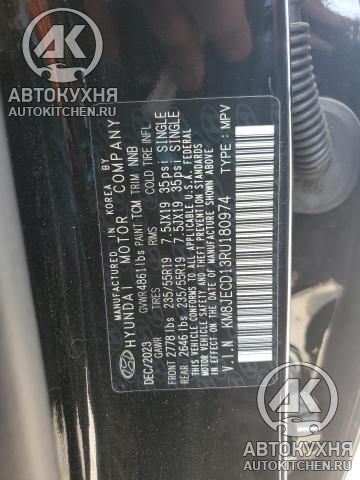 АВТОКУХНЯ
AUTOKITCHEN.RU
MANUFACTURED IN KOREA BY
HYUNDAI MOTOR COMPANY
DEC/2023 GVWR 4861lbs PAINT TCM TRIM NNB
GAWR TIRES RIMS COLD TIRE INFL.
FRONT 2778 lbs 235/55R19 7.5JX19 35psi SINGLE
REAR 2646 lbs 235/55R19 7.5JX19 35psi SINGLE
THIS VEHICLE CONFORMS TO ALL APPLICABLE U.S.A. FEDERAL
MOTOR VEHICLE SAFETY AND THEFT PREVENTION STANDARDS
IN EFFECT ON THE DATE OF MANUFACTURE SHOWN ABOVE.
V.I.N KM8JECD13RU180974 TYPE: MPV
АВТОКУХНЯ
AUTOKITCHEN.RU